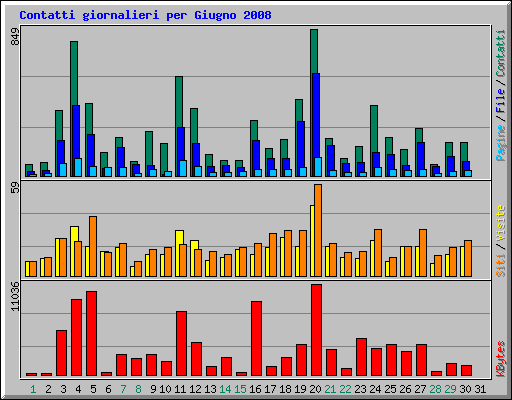 Contatti giornalieri per Giugno 2008
849
Pagine / File / Contatti
59
Siti / Visite
11036
KBytes
1 2 3 4 5 6 7 8 9 10 11 12 13 14 15 16 17 18 19 20 21 22 23 24 25 26 27 28 29 30 31